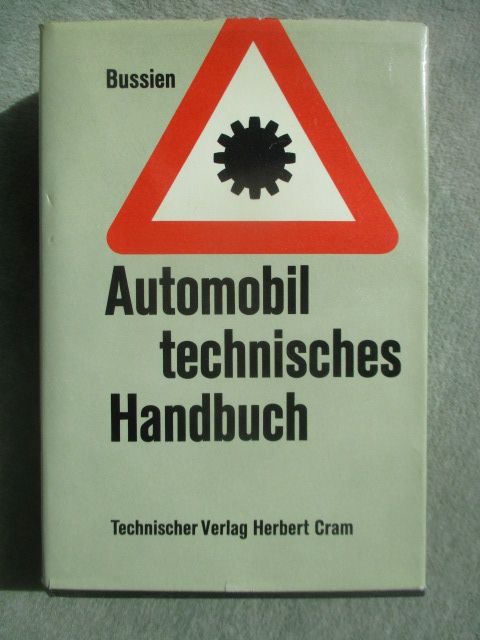 Bussien
Automobil
technisches
Handbuch
Technischer Verlag Herbert Cram